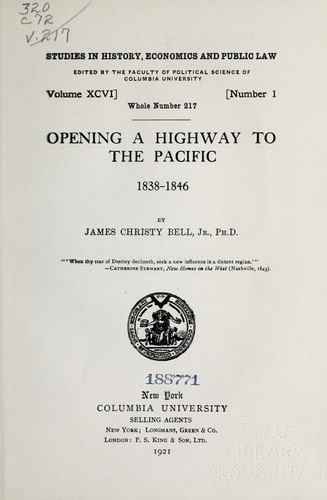 320
C72
v.217
STUDIES IN HISTORY, ECONOMICS AND PUBLIC LAW
EDITED BY THE FACULTY OF POLITICAL SCIENCE OF
COLUMBIA UNIVERSITY
Volume XCVI] [Number 1
Whole Number 217
OPENING A HIGHWAY TO
THE PACIFIC
1838-1846
BY
JAMES CHRISTY BELL, JR., PH.D.
"'When thy star of Destiny declineth, seek a new influence in a distant region.'"
—CATHERINE STEWART, New Homes in the West (Nashville, 1843).
188771
New York
COLUMBIA UNIVERSITY
SELLING AGENTS
NEW YORK: LONGMANS, GREEN & CO.
LONDON: P. S. KING & SON, LTD.
1921
LIBRARY
PROVO, UTAH